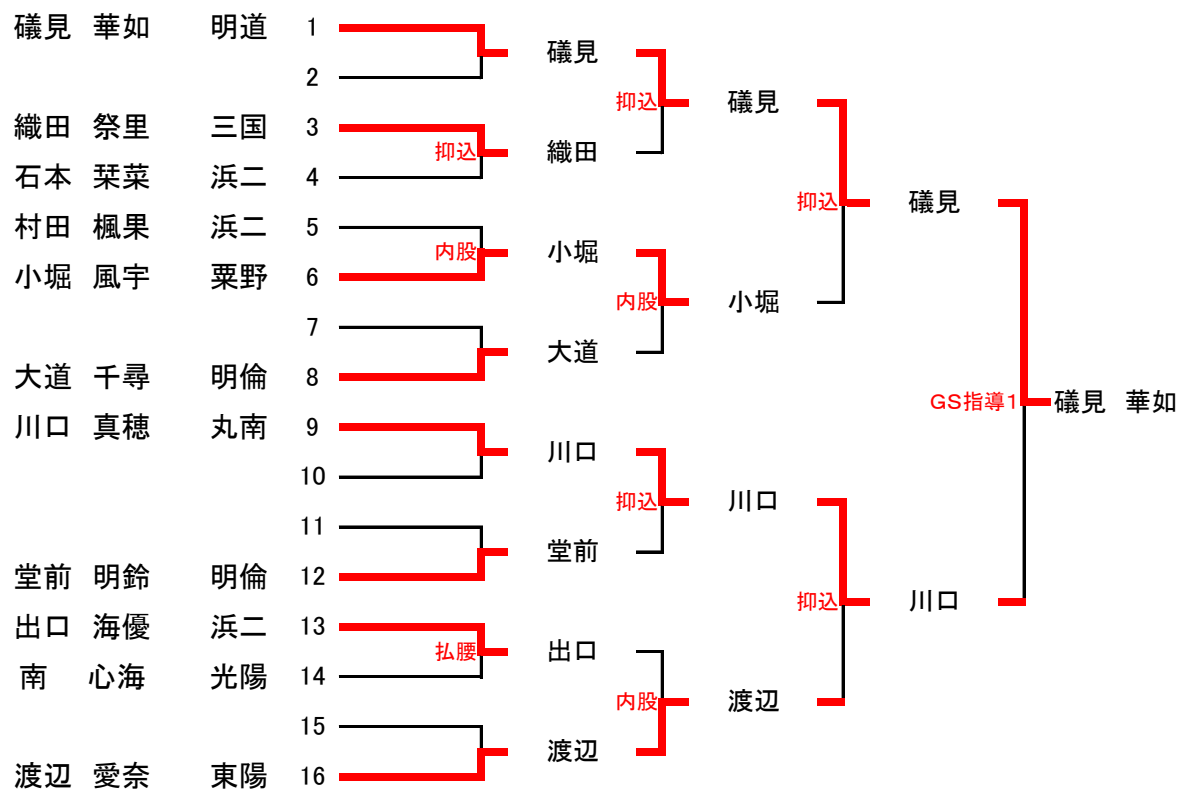 礒見 華如 明道 1
2
織田 祭里 三国 3
石本 栞菜 浜二 4
村田 楓果 浜二 5
小堀 風宇 粟野 6
7
大道 千尋 明倫 8
川口 真穂 丸南 9
10
11
堂前 明鈴 明倫 12
出口 海優 浜二 13
南 心海 光陽 14
15
渡辺 愛奈 東陽 16
礒見
抑込
織田
内股
小堀
大道
川口
堂前
払腰
出口
渡辺
抑込
礒見
内股
小堀
抑込
川口
内股
渡辺
抑込
礒見
抑込
川口
GS指導1
礒見 華如